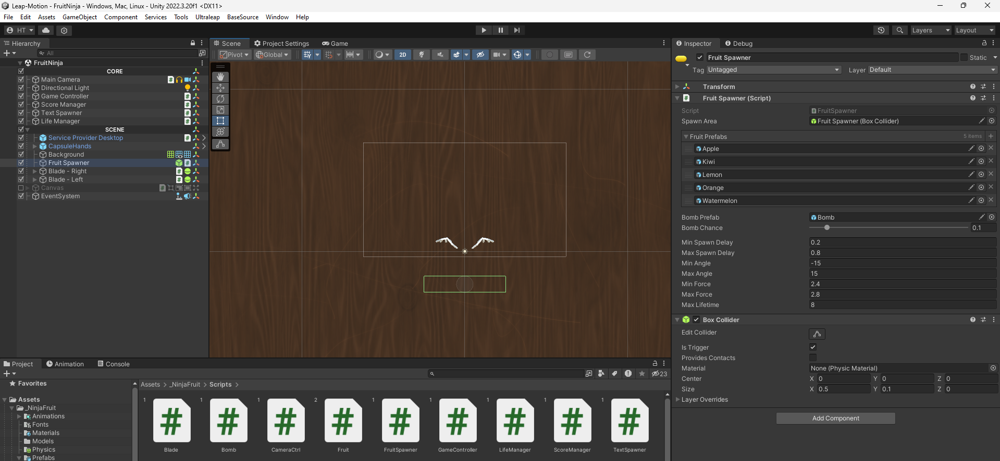 Leap-Motion - FruitNinja - Windows, Mac, Linux - Unity 2022.3.20f1 <DX11>
File Edit Assets GameObject Component Services Tools Ultraleap BaseSource Window Help
HT
Layers
Layout
Hierarchy
All
FruitNinja
CORE
Main Camera
Directional Light
Game Controller
Score Manager
Text Spawner
Life Manager
SCENE
Service Provider Desktop
CapsuleHands
Background
Fruit Spawner
Blade - Right
Blade - Left
Canvas
EventSystem
Scene Project Settings Game
Pivot Global 2D
Inspector Debug
Fruit Spawner Static
Tag Untagged Layer Default
Transform
Fruit Spawner (Script)
Script FruitSpawner
Spawn Area Fruit Spawner (Box Collider)
Fruit Prefabs 5 items
Apple
Kiwi
Lemon
Orange
Watermelon
Bomb Prefab Bomb
Bomb Chance 0.1
Min Spawn Delay 0.2
Max Spawn Delay 0.8
Min Angle -15
Max Angle 15
Min Force 2.4
Max Force 2.8
Max Lifetime 8
Box Collider
Edit Collider
Is Trigger
Provides Contacts
Material None (Physic Material)
Center X 0 Y 0 Z 0
Size X 0.5 Y 0.1 Z 0
Layer Overrides
Add Component
Project Animation Console
23
Favorites
Assets
_NinjaFruit
Animations
Fonts
Materials
Models
Physics
Prefabs
Assets > _NinjaFruit > Scripts >
1 1 1 2 1 1 1 1 1
Blade Bomb CameraCtrl Fruit FruitSpawner GameController LifeManager ScoreManager TextSpawner